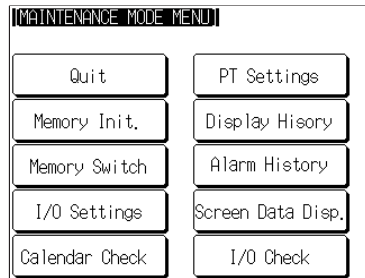 [MAINTENANCE MODE MENU]
Quit
PT Settings
Memory Init.
Display Hisory
Memory Switch
Alarm History
I/O Settings
Screen Data Disp.
Calendar Check
I/O Check